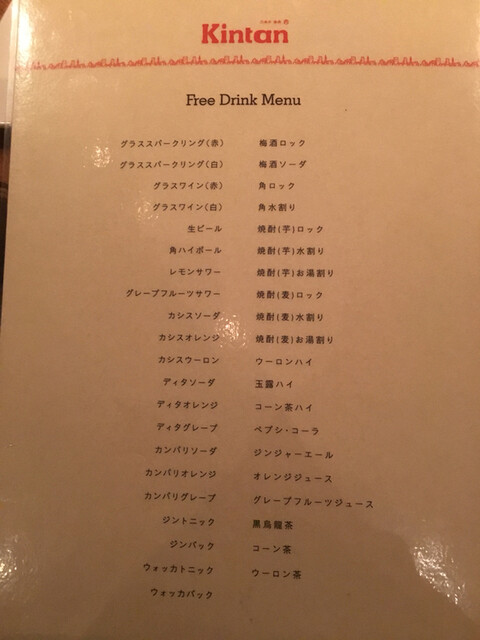 Kintan
Free Drink Menu
グラススパークリング(赤)
グラススパークリング(白)
グラスワイン(赤)
グラスワイン(白)
生ビール
角ハイボール
レモンサワー
グレープフルーツサワー
カシスソーダ
カシスオレンジ
カシスウーロン
ディタソーダ
ディタオレンジ
ディタグレープ
カンパリソーダ
カンパリオレンジ
カンパリグレープ
ジントニック
ジンバック
ウォッカトニック
ウォッカバック
梅酒ロック
梅酒ソーダ
角ロック
角水割り
焼酎(芋)ロック
焼酎(芋)水割り
焼酎(芋)お湯割り
焼酎(麦)ロック
焼酎(麦)水割り
焼酎(麦)お湯割り
ウーロンハイ
玉露ハイ
コーン茶ハイ
ペプシ・コーラ
ジンジャーエール
オレンジジュース
グレープフルーツジュース
黒烏龍茶
コーン茶
ウーロン茶